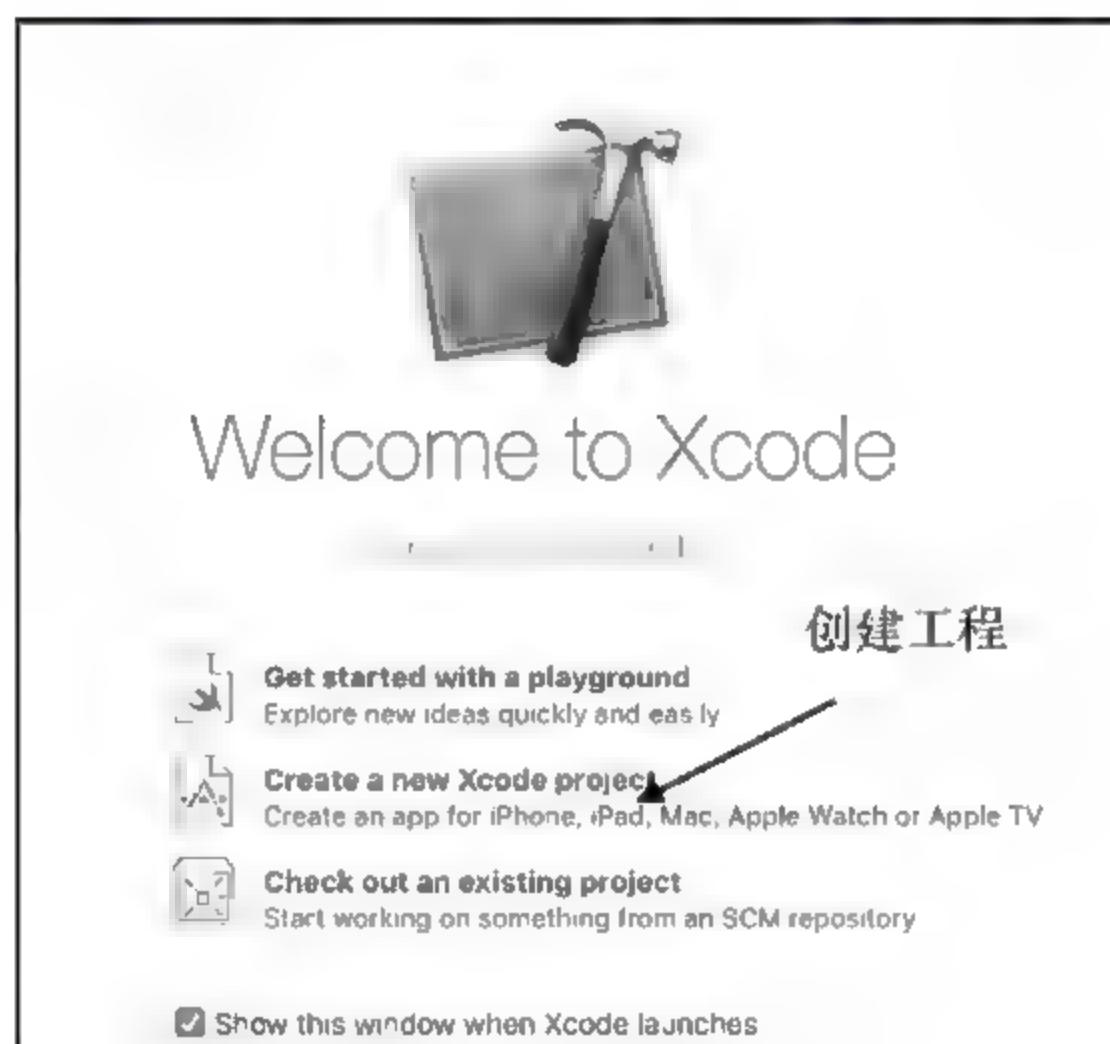 Welcome to Xcode
创建工程
Get started with a playground
Explore new ideas quickly and easily
Create a new Xcode project
Create an app for iPhone, iPad, Mac, Apple Watch or Apple TV
Check out an existing project
Start working on something from an SCM repository
Show this window when Xcode launches